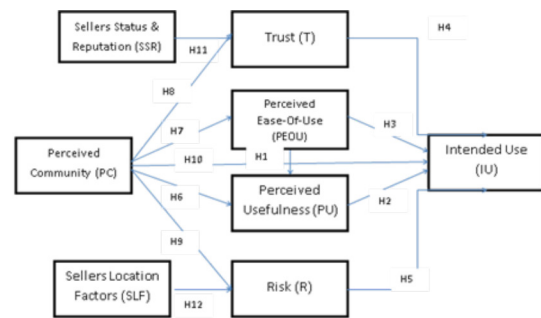 Sellers Status &
Reputation (SSR)
H11
Trust (T)
H4
H8
Perceived
Ease-Of-Use
(PEOU)
H3
H7
Perceived
Community (PC)
H10
H1
Intended Use
(IU)
H6
Perceived
Usefulness (PU)
H2
H9
Sellers Location
Factors (SLF)
H12
Risk (R)
H5